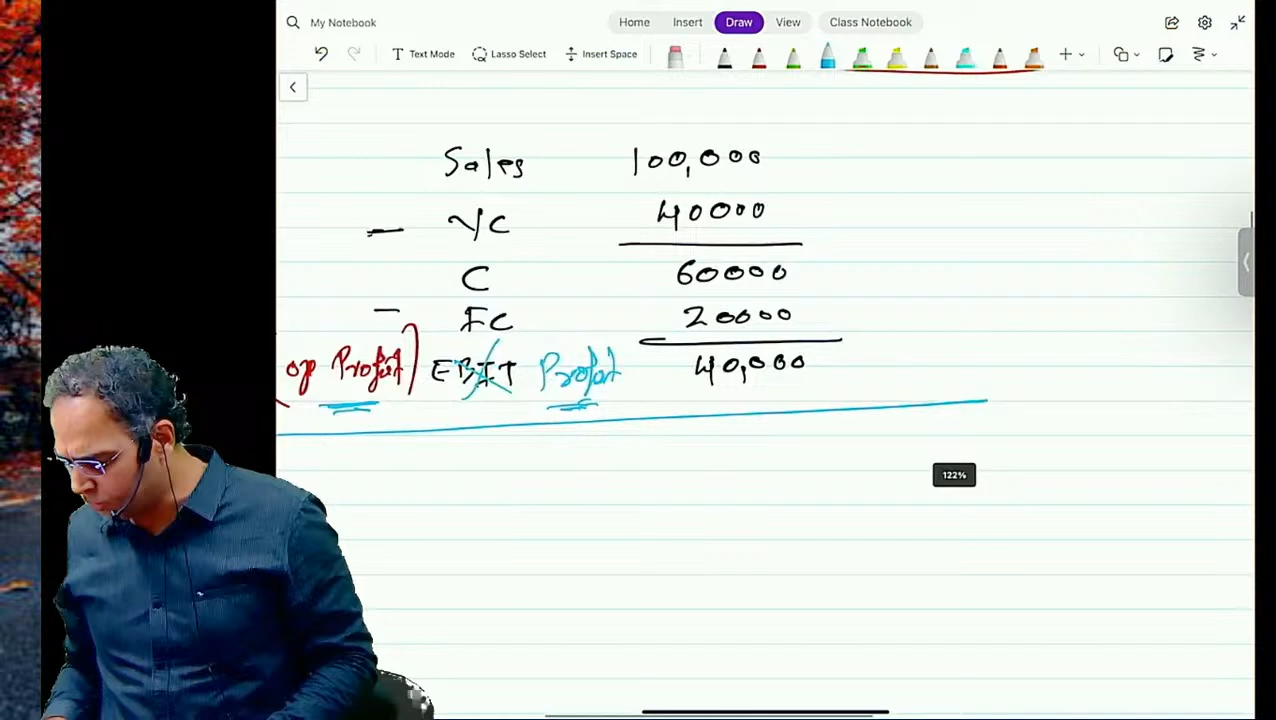 My Notebook
Home Insert Draw View Class Notebook
Text Mode Lasso Select Insert Space
Sales 100,000
- VC 40000
C 60000
- FC 20000
op Profit) EBIT Profit 40,000
122%